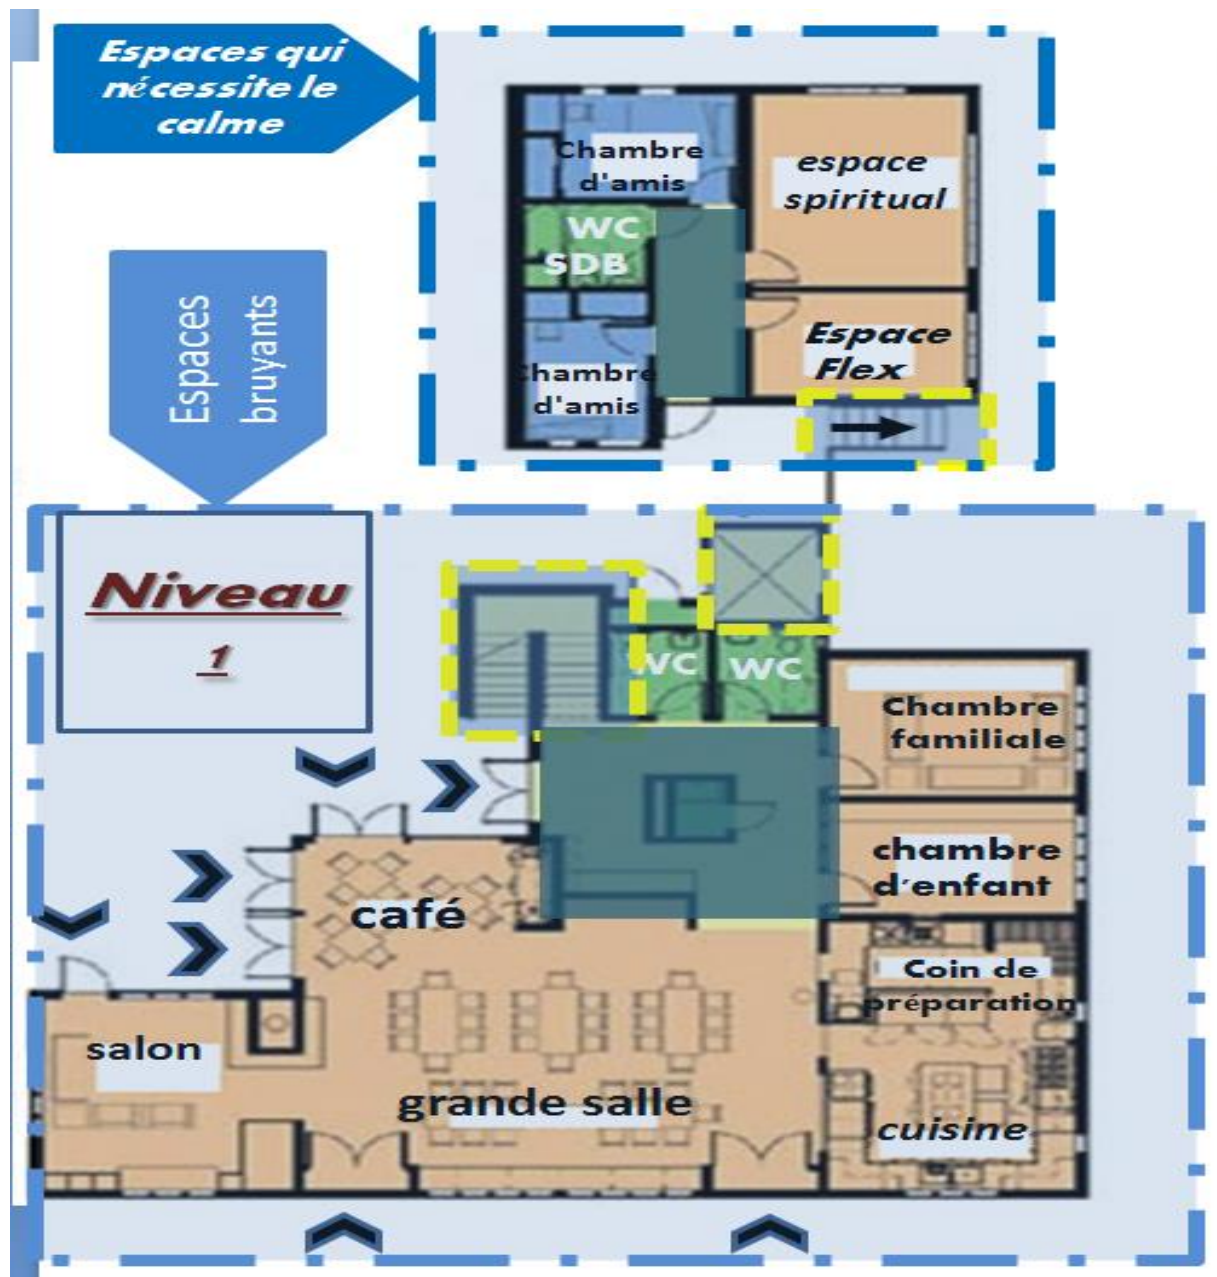 Espaces qui
nécessite le
calme
Chambre
d'amis
espace
spiritual
WC
SDB
Espace
Flex
Chambre
d'amis
Espaces
bruyants
Niveau
1
WC
WC
Chambre
familiale
chambre
d'enfant
café
Coin de
préparation
salon
grande salle
cuisine